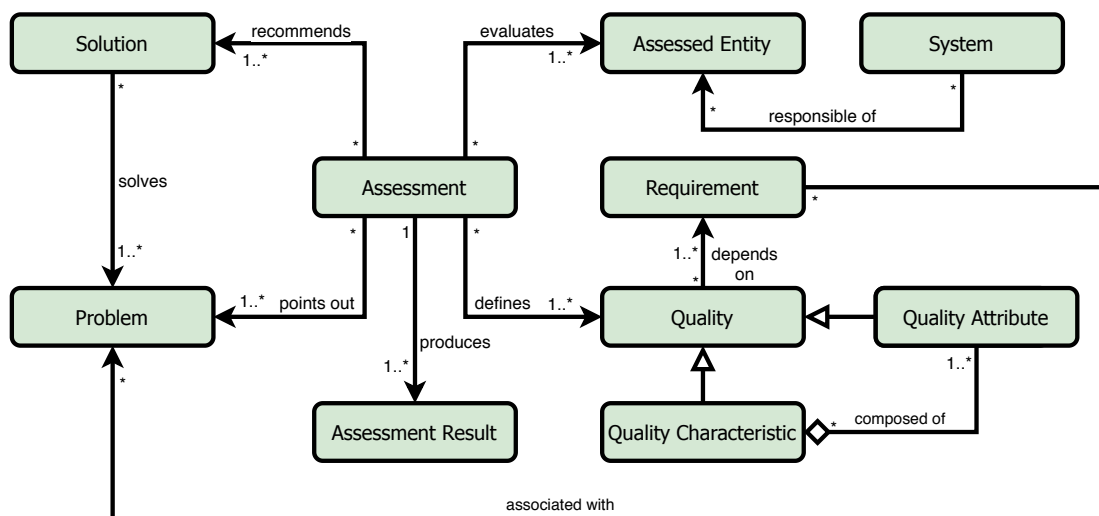 Solution
recommends
evaluates
Assessed Entity
System
1..*
1..*
*
*
*
responsible of
*
*
solves
Assessment
Requirement
*
*
1
*
1..*
depends
on
1..*
*
Problem
1..*
points out
defines
1..*
Quality
Quality Attribute
produces
1..*
1..*
*
Assessment Result
Quality Characteristic
*
composed of
associated with